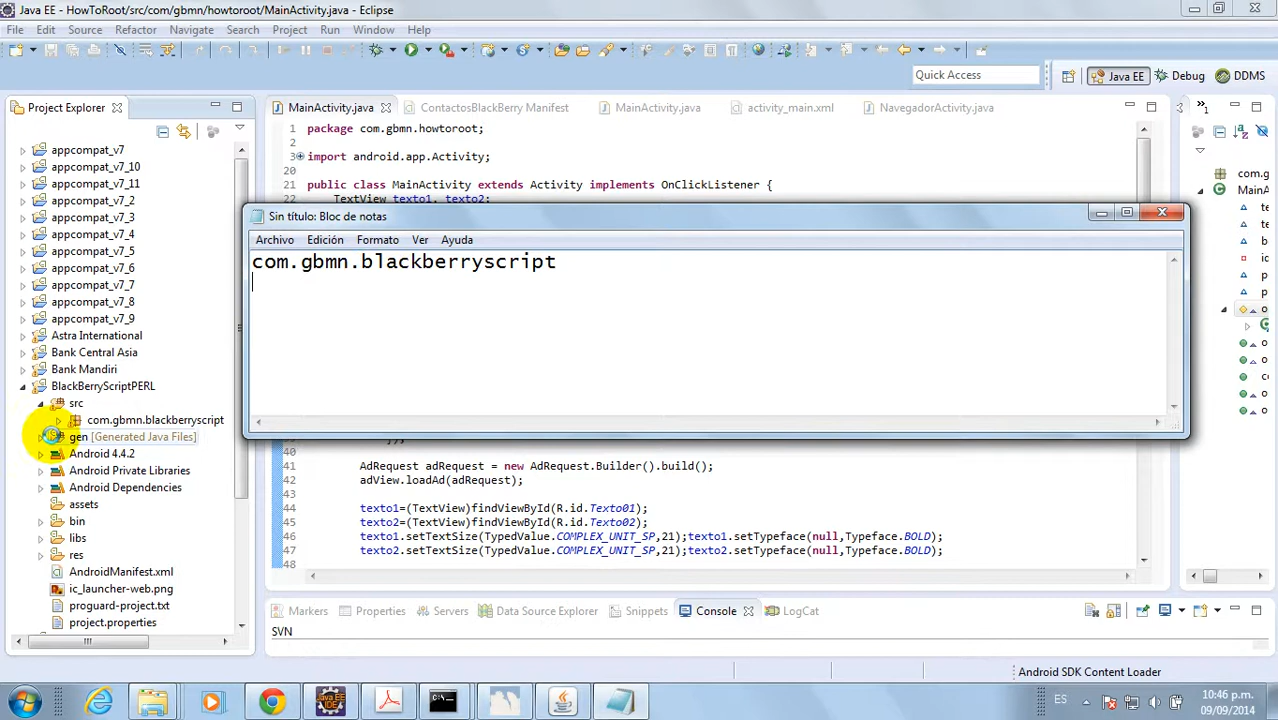 Java EE - HowToRoot/src/com/gbmn/howtoroot/MainActivity.java - Eclipse
File Edit Source Refactor Navigate Search Project Run Window Help
Quick Access
Java EE Debug DDMS
Project Explorer
MainActivity.java ContactosBlackBerry Manifest MainActivity.java activity_main.xml NavegadorActivity.java
appcompat_v7
appcompat_v7_10
appcompat_v7_11
appcompat_v7_2
appcompat_v7_3
appcompat_v7_4
appcompat_v7_5
appcompat_v7_6
appcompat_v7_7
appcompat_v7_8
appcompat_v7_9
Astra International
Bank Central Asia
Bank Mandiri
BlackBerryScriptPERL
src
com.gbmn.blackberryscript
gen [Generated Java Files]
Android 4.4.2
Android Private Libraries
Android Dependencies
assets
bin
libs
res
AndroidManifest.xml
ic_launcher-web.png
proguard-project.txt
project.properties
1 package com.gbmn.howtoroot;
2
3 import android.app.Activity;
20
21 public class MainActivity extends Activity implements OnClickListener {
22 TextView texto1, texto2;
Sin título: Bloc de notas
Archivo Edición Formato Ver Ayuda
com.gbmn.blackberryscript
40 });
41 AdRequest adRequest = new AdRequest.Builder().build();
42 adView.loadAd(adRequest);
43
44 texto1=(TextView)findViewById(R.id.Texto01);
45 texto2=(TextView)findViewById(R.id.Texto02);
46 texto1.setTextSize(TypedValue.COMPLEX_UNIT_SP,21);texto1.setTypeface(null,Typeface.BOLD);
47 texto2.setTextSize(TypedValue.COMPLEX_UNIT_SP,21);texto2.setTypeface(null,Typeface.BOLD);
48
com.g
MainA
Markers Properties Servers Data Source Explorer Snippets Console LogCat
SVN
Android SDK Content Loader
ES
10:46 p.m.
09/09/2014